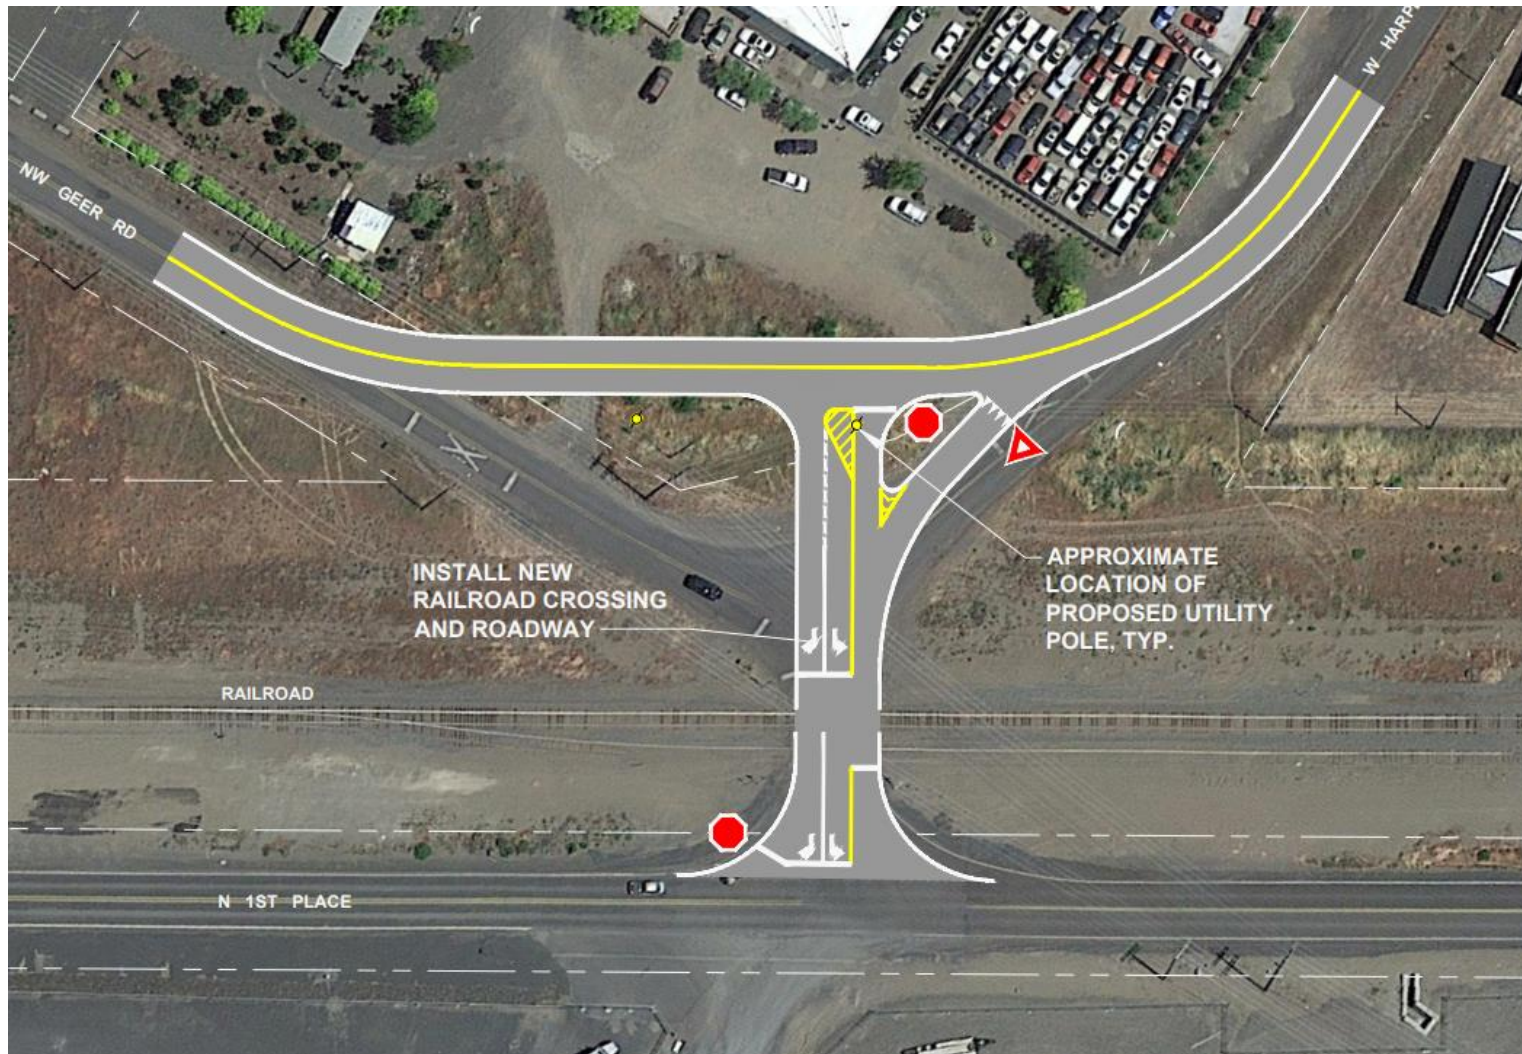 W HARP
NW GEER RD
INSTALL NEW
RAILROAD CROSSING
AND ROADWAY
APPROXIMATE
LOCATION OF
PROPOSED UTILITY
POLE, TYP.
RAILROAD
N 1ST PLACE